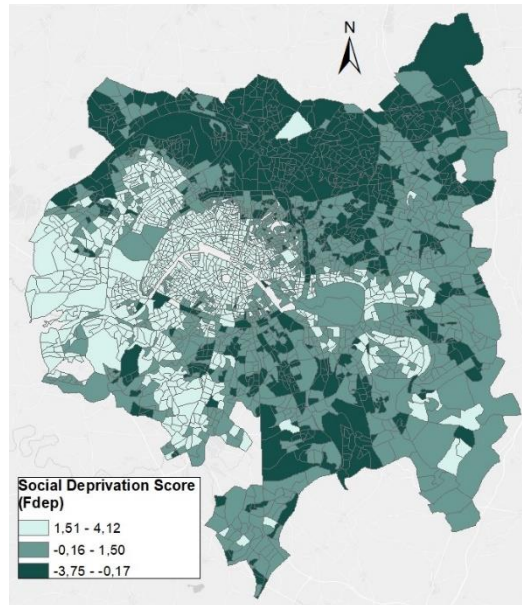 N
Social Deprivation Score
(Fdep)
1,51 - 4,12
-0,16 - 1,50
-3,75 - -0,17